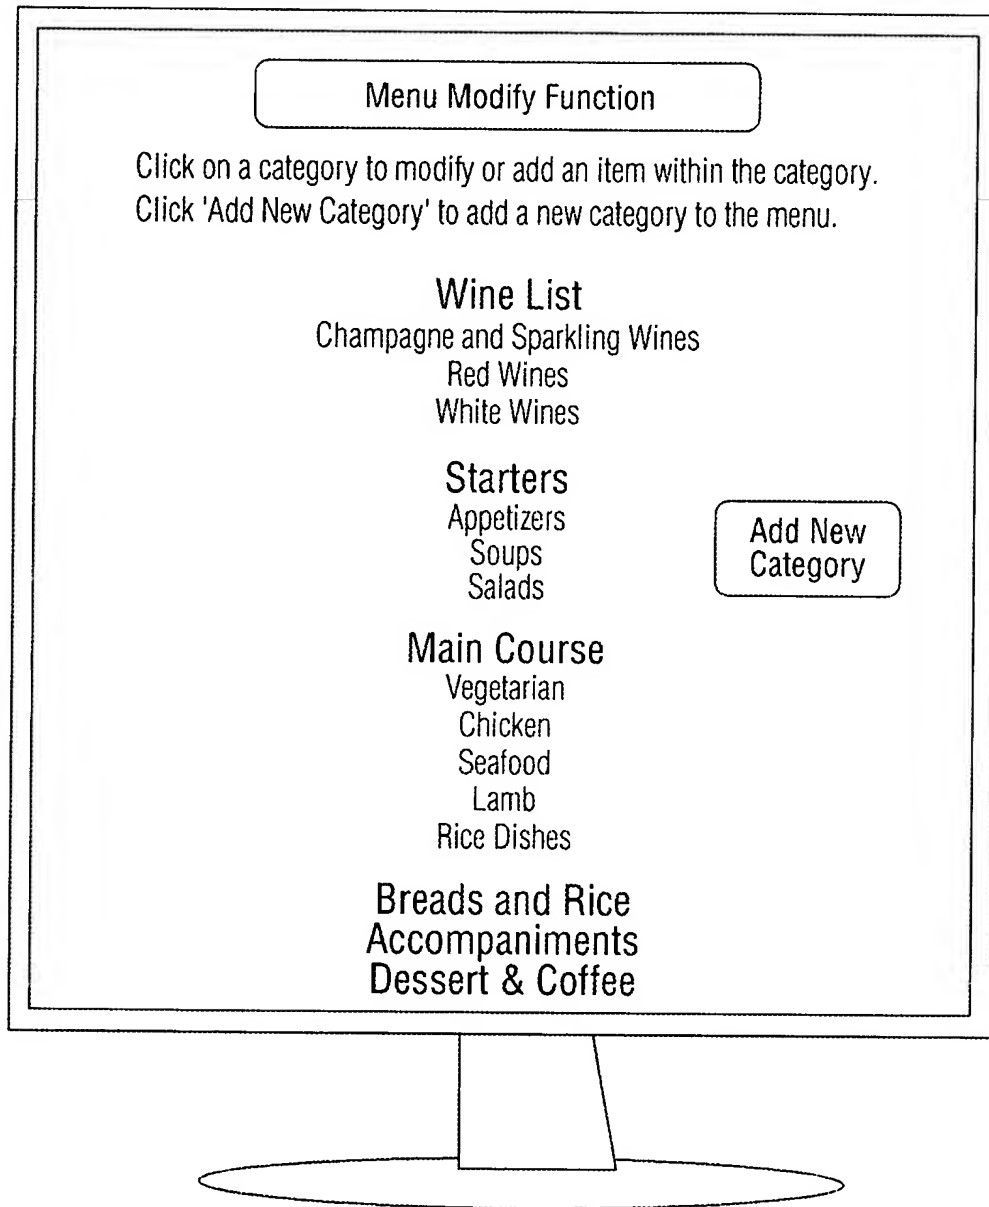 Menu Modify Function
Click on a category to modify or add an item within the category.
Click 'Add New Category' to add a new category to the menu.
Wine List
Champagne and Sparkling Wines
Red Wines
White Wines
Starters
Appetizers
Soups
Salads
Add New
Category
Main Course
Vegetarian
Chicken
Seafood
Lamb
Rice Dishes
Breads and Rice
Accompaniments
Dessert & Coffee